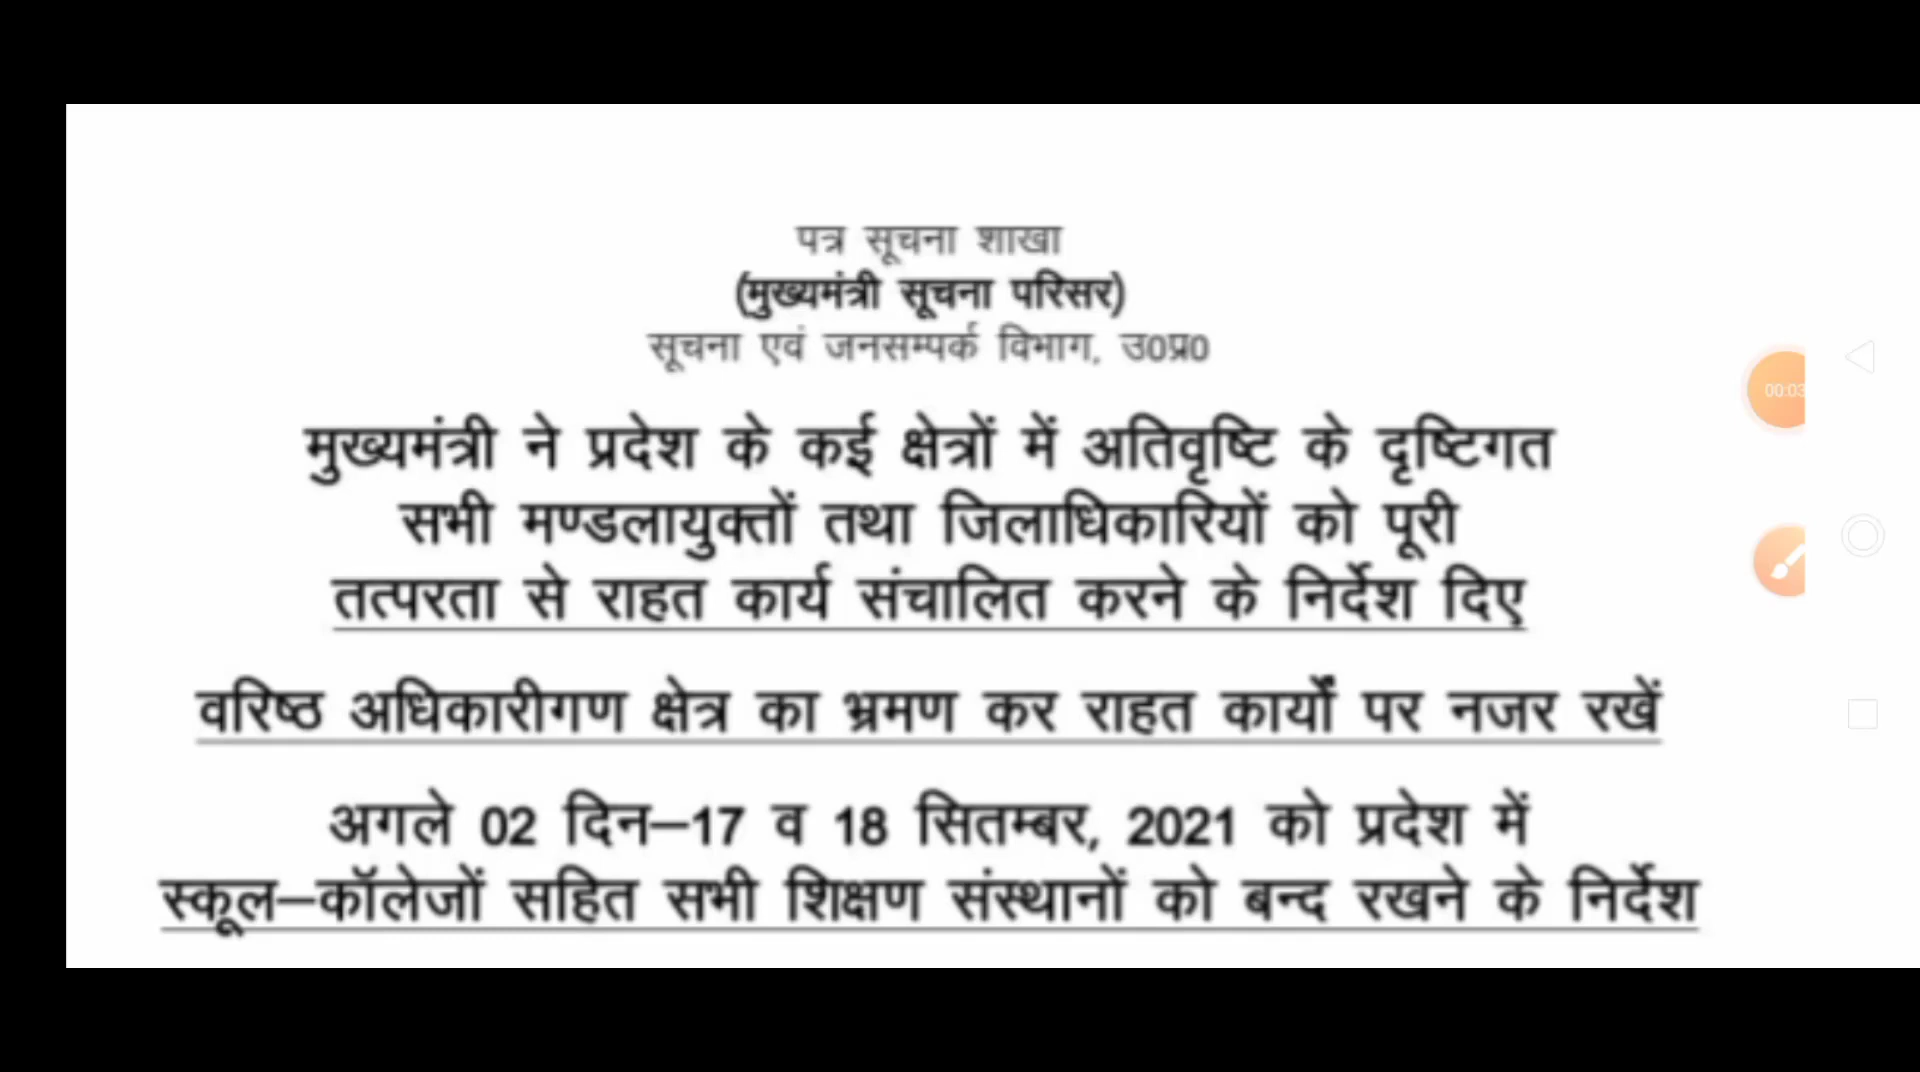 पत्र सूचना शाखा
(मुख्यमंत्री सूचना परिसर)
सूचना एवं जनसम्पर्क विभाग, उ0प्र0
मुख्यमंत्री ने प्रदेश के कई क्षेत्रों में अतिवृष्टि के दृष्टिगत
सभी मण्डलायुक्तों तथा जिलाधिकारियों को पूरी
तत्परता से राहत कार्य संचालित करने के निर्देश दिए
वरिष्ठ अधिकारीगण क्षेत्र का भ्रमण कर राहत कार्यों पर नजर रखें
अगले 02 दिन–17 व 18 सितम्बर, 2021 को प्रदेश में
स्कूल–कॉलेजों सहित सभी शिक्षण संस्थानों को बन्द रखने के निर्देश
00:03